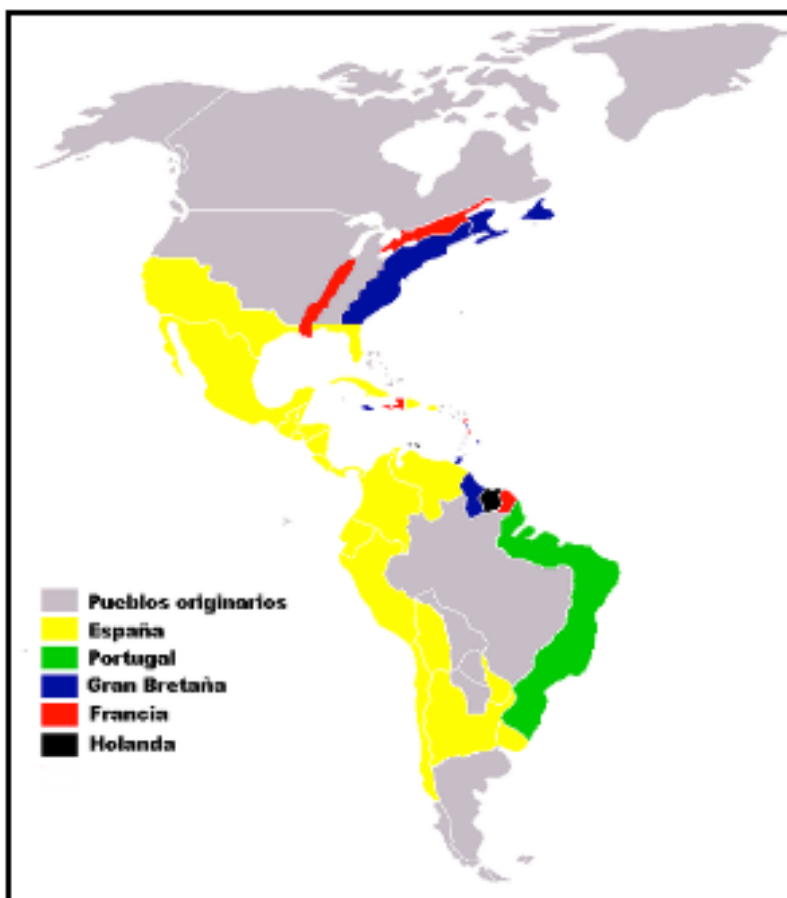 Pueblos originarios
España
Portugal
Gran Bretaña
Francia
Holanda